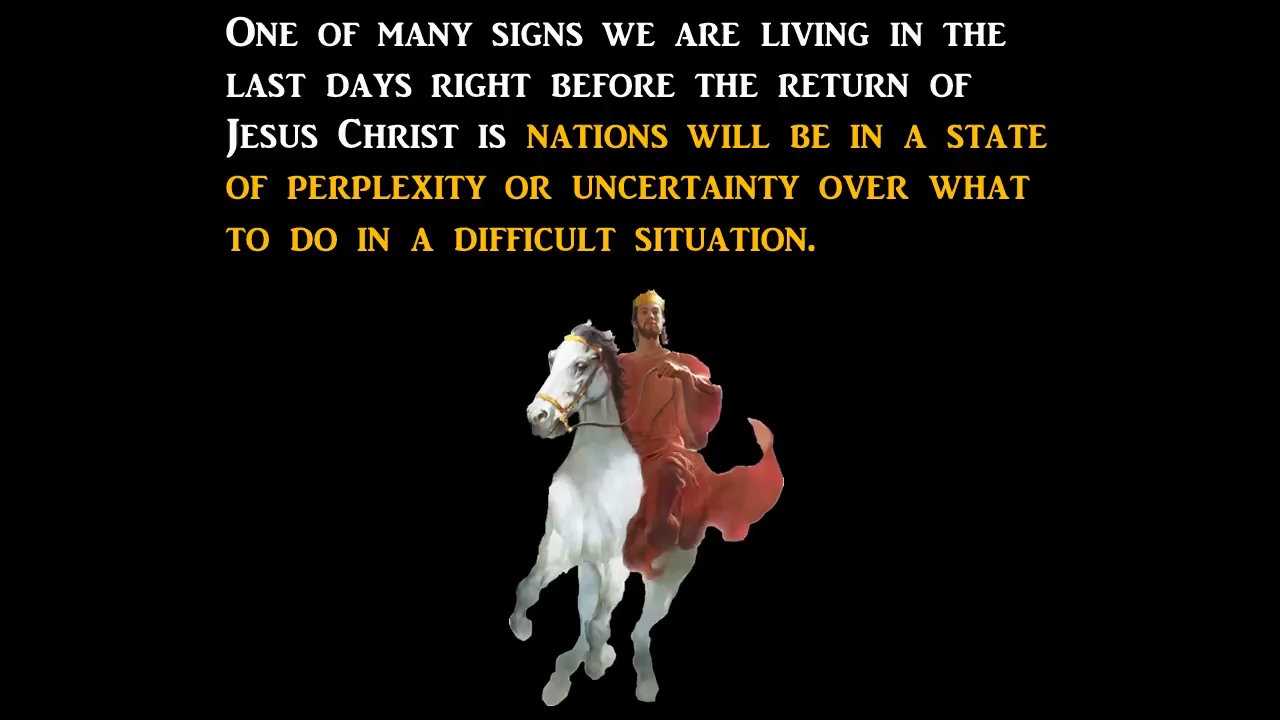 One of many signs we are living in the
last days right before the return of
Jesus Christ is nations will be in a state
of perplexity or uncertainty over what
to do in a difficult situation.